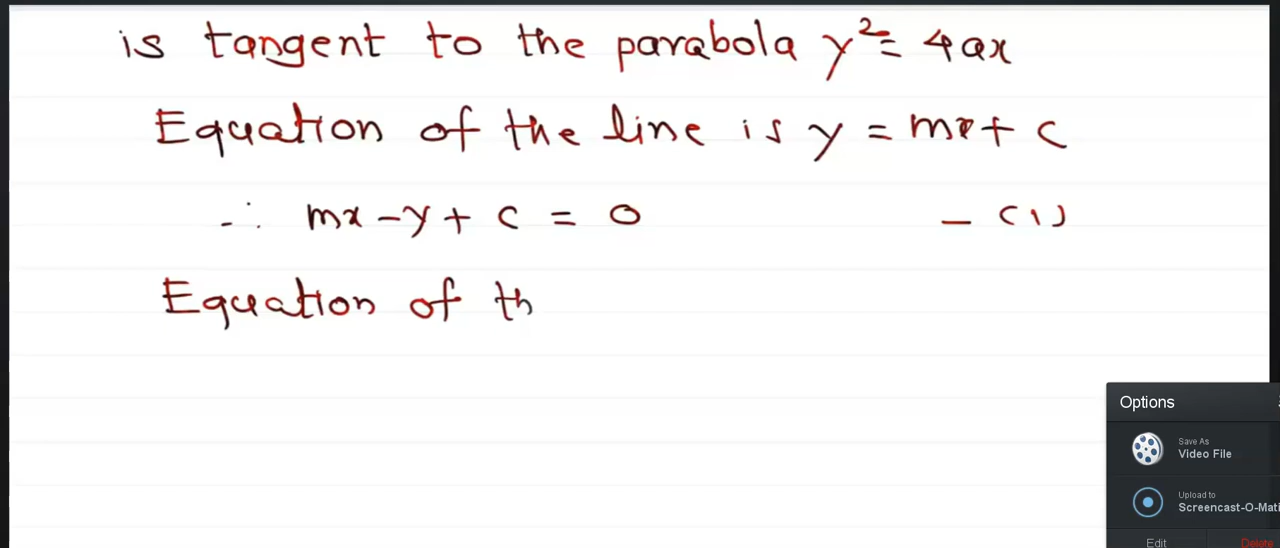 is tangent to the parabola y² = 4ax
Equation of the line is y = mx + c
∴ mx - y + c = 0 - (1)
Equation of th
Options
Save As
Video File
Upload to
Screencast-O-Mati
Edit
Delete